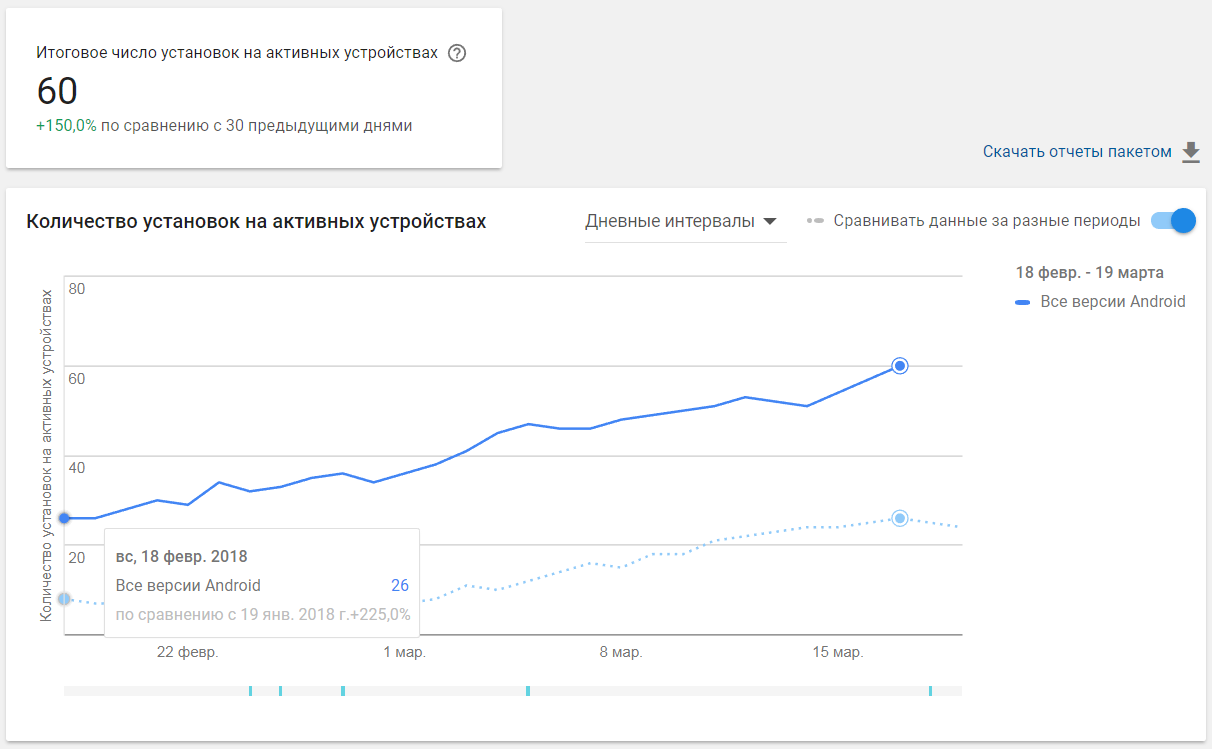 Итоговое число установок на активных устройствах ?
60
+150,0% по сравнению с 30 предыдущими днями
Скачать отчеты пакетом
Количество установок на активных устройствах
Дневные интервалы
Сравнивать данные за разные периоды
18 февр. - 19 марта
Все версии Android
Количество установок на активных устройствах
80
60
40
20
вс, 18 февр. 2018
Все версии Android 26
по сравнению с 19 янв. 2018 г.+225,0%
22 февр. 1 мар. 8 мар. 15 мар.